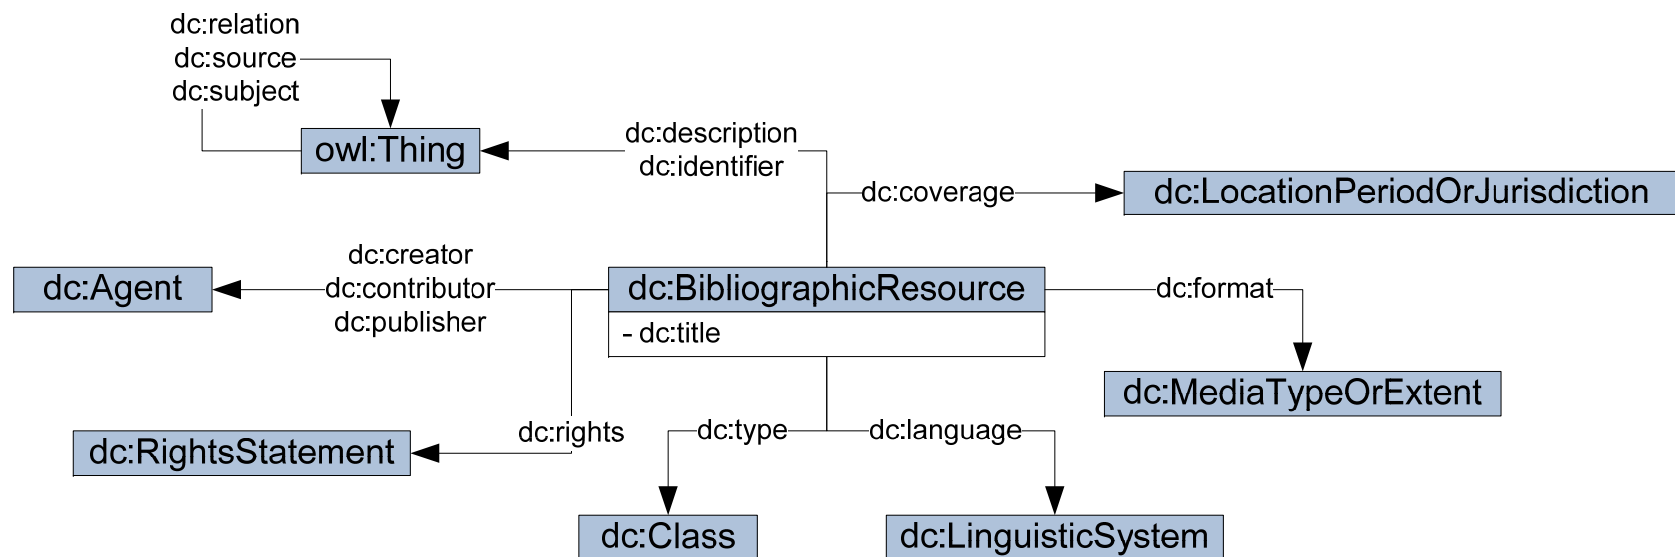 dc:relation
dc:source
dc:subject
owl:Thing
dc:description
dc:identifier
dc:coverage
dc:LocationPeriodOrJurisdiction
dc:creator
dc:Agent
dc:contributor
dc:publisher
dc:BibliographicResource
- dc:title
dc:format
dc:MediaTypeOrExtent
dc:rights
dc:RightsStatement
dc:type
dc:language
dc:Class
dc:LinguisticSystem